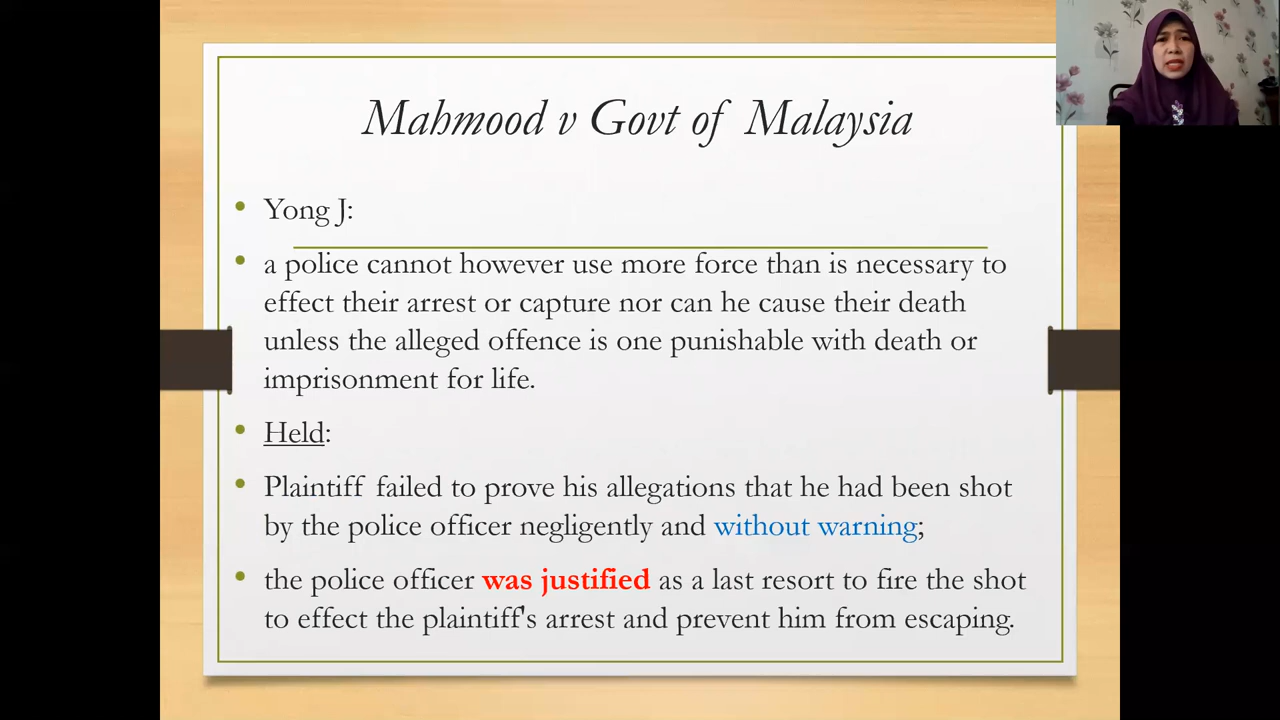 Mahmood v Govt of Malaysia
Yong J:
a police cannot however use more force than is necessary to
effect their arrest or capture nor can he cause their death
unless the alleged offence is one punishable with death or
imprisonment for life.
Held:
Plaintiff failed to prove his allegations that he had been shot
by the police officer negligently and without warning;
the police officer was justified as a last resort to fire the shot
to effect the plaintiff's arrest and prevent him from escaping.